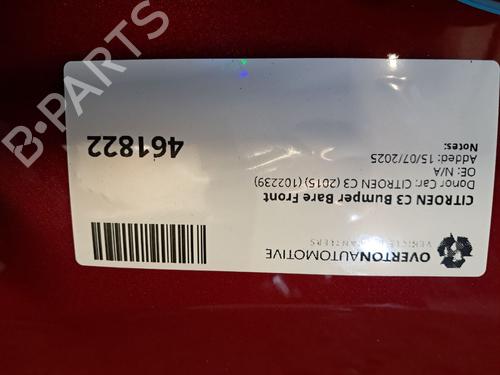 OVERTONAUTOMOTIVE
VEHICLE DISMANTLERS
CITROEN C3 Bumper Bare Front
Donor Car: CITROEN C3 (2015) (102239)
OE: N/A
Added: 15/07/2025
Notes:
461822
B-PARTS